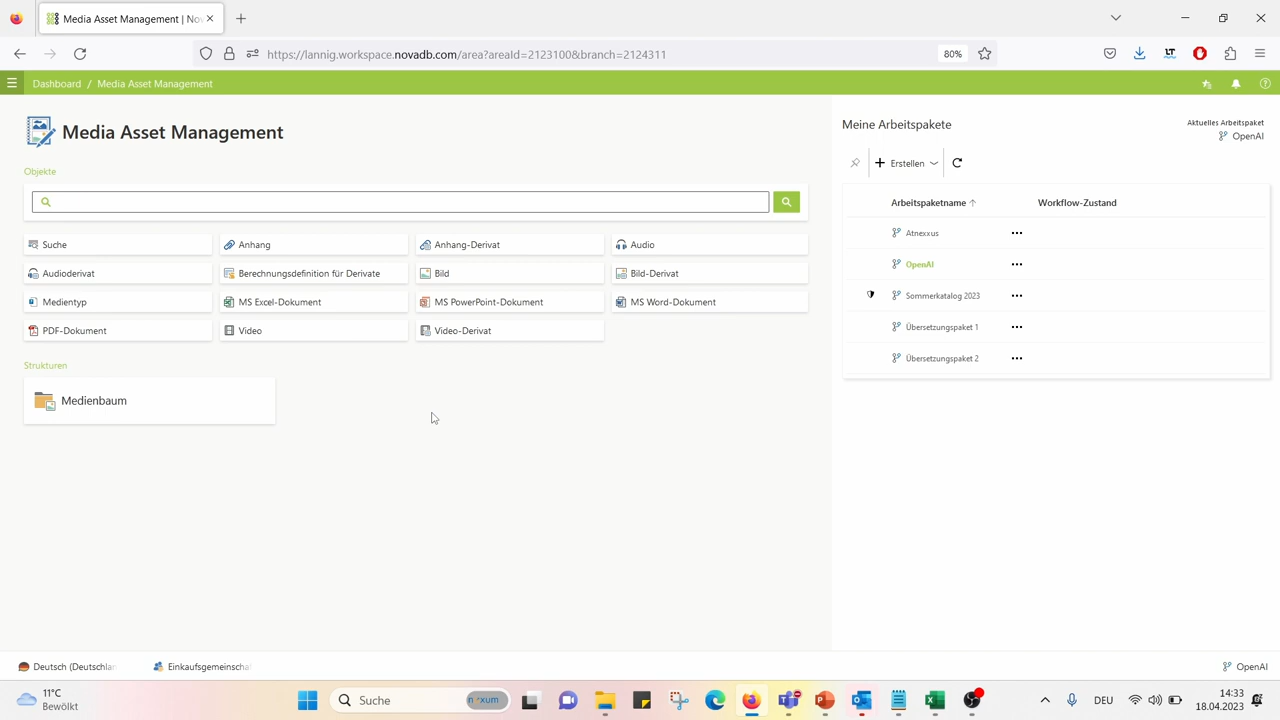 Media Asset Management | No
https://lannig.workspace.novadb.com/area?areaId=2123100&branch=2124311
80%
LT
Dashboard / Media Asset Management
Media Asset Management
Objekte
Suche
Anhang
Anhang-Derivat
Audio
Audioderivat
Berechnungsdefinition für Derivate
Bild
Bild-Derivat
Medientyp
MS Excel-Dokument
MS PowerPoint-Dokument
MS Word-Dokument
PDF-Dokument
Video
Video-Derivat
Strukturen
Medienbaum
Meine Arbeitspakete
Aktuelles Arbeitspaket
OpenAI
Erstellen
Arbeitspaketname
Workflow-Zustand
Atnexxus
OpenAI
Sommerkatalog 2023
Übersetzungspaket 1
Übersetzungspaket 2
Deutsch (Deutschlan
Einkaufsgemeinscha
OpenAI
11°C
Bewölkt
Suche
DEU
14:33
18.04.2023